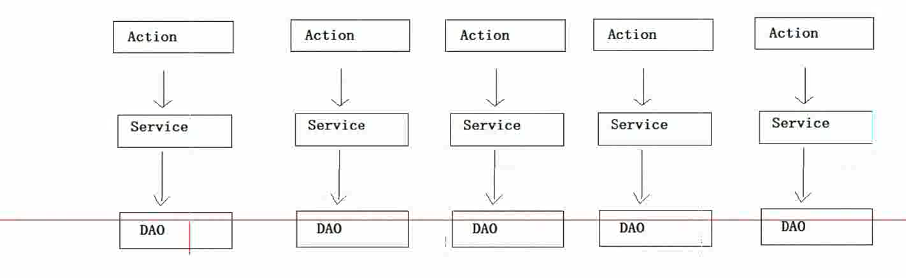 Action Action Action Action Action
Service Service Service Service Service
DAO DAO DAO DAO DAO